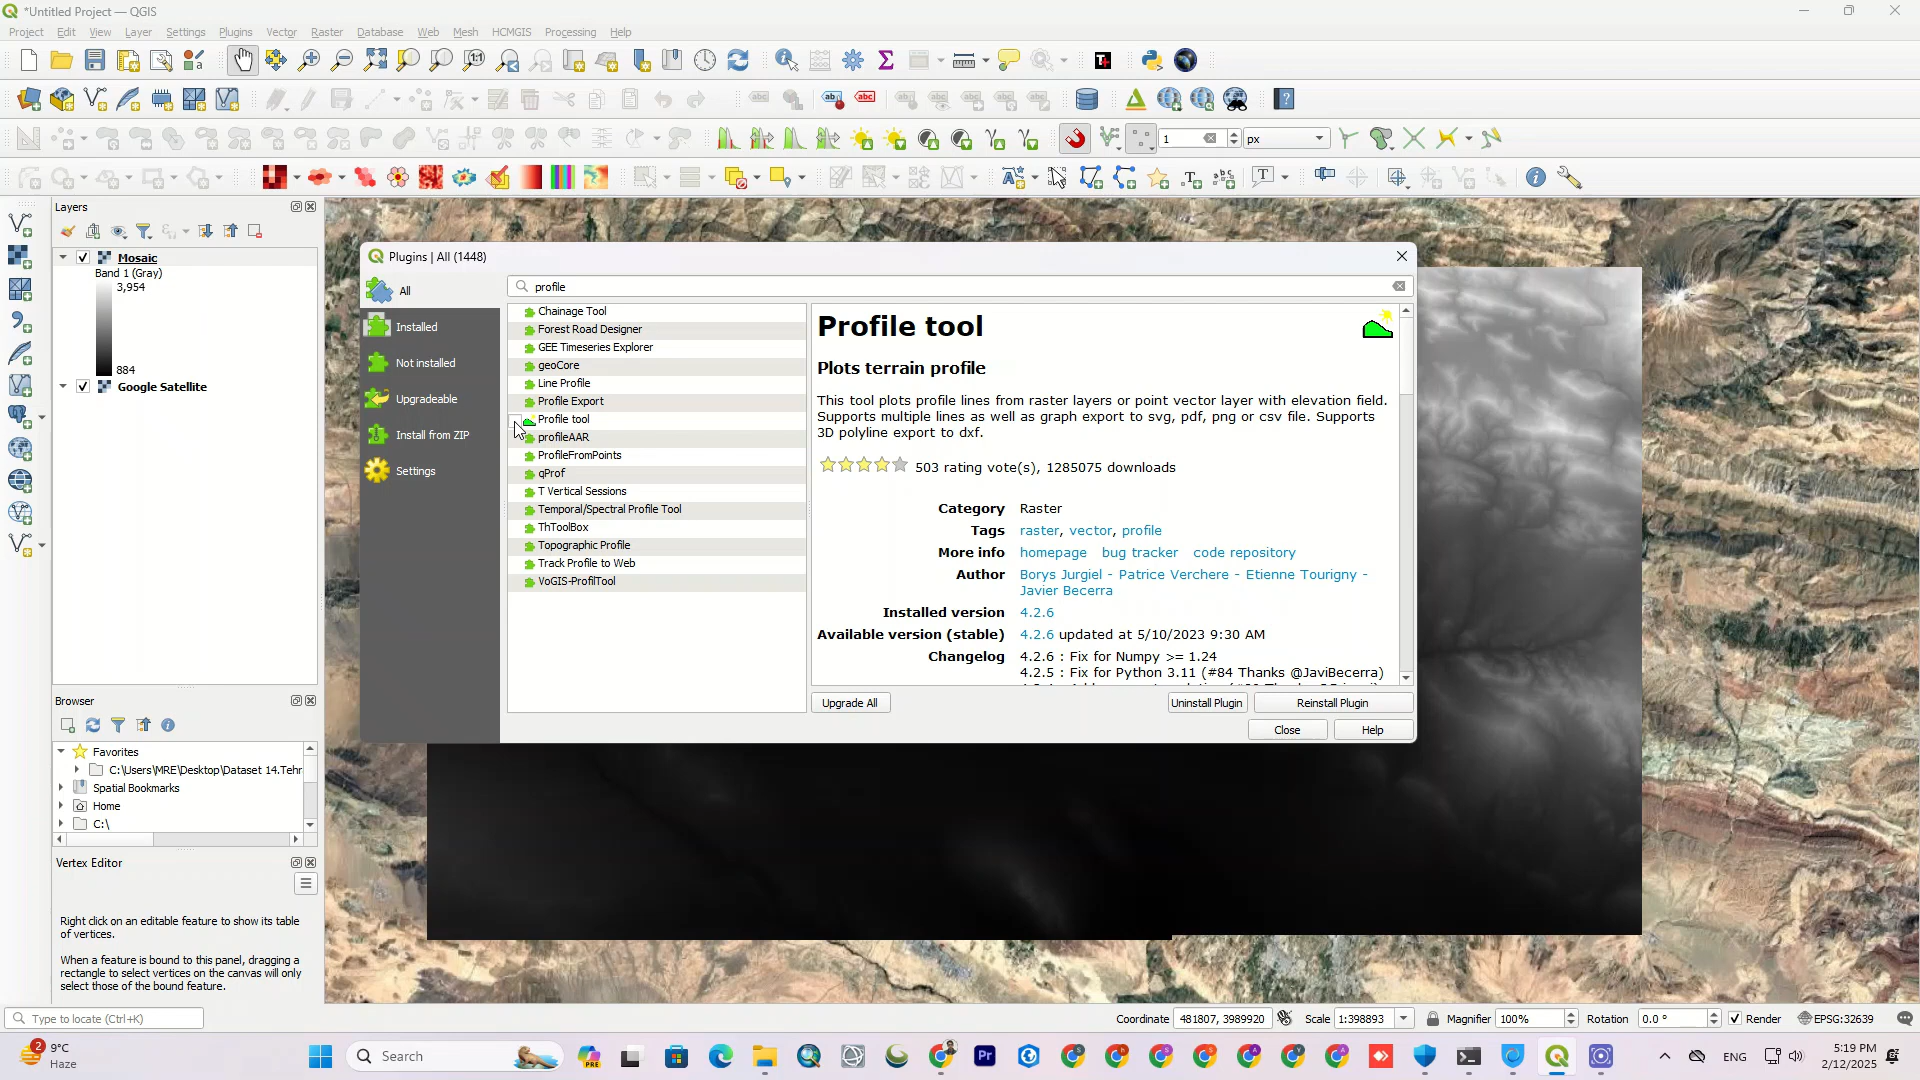 *Untitled Project — QGIS
Project Edit View Layer Settings Plugins Vector Raster Database Web Mesh HCMGIS Processing Help
1 px
Layers
Mosaic
Band 1 (Gray)
3,954
884
Google Satellite
Plugins | All (1448)
All
Installed
Not installed
Upgradeable
Install from ZIP
Settings
profile
Chainage Tool
Forest Road Designer
GEE Timeseries Explorer
geoCore
Line Profile
Profile Export
Profile tool
profileAAR
ProfileFromPoints
qProf
T Vertical Sessions
Temporal/Spectral Profile Tool
ThToolBox
Topographic Profile
Track Profile to Web
VoGIS-ProfilTool
Profile tool
Plots terrain profile
This tool plots profile lines from raster layers or point vector layer with elevation field.
Supports multiple lines as well as graph export to svg, pdf, png or csv file. Supports
3D polyline export to dxf.
503 rating vote(s), 1285075 downloads
Category Raster
Tags raster, vector, profile
More info homepage bug tracker code repository
Author Borys Jurgiel - Patrice Verchere - Etienne Tourigny -
Javier Becerra
Installed version 4.2.6
Available version (stable) 4.2.6 updated at 5/10/2023 9:30 AM
Changelog 4.2.6 : Fix for Numpy >= 1.24
4.2.5 : Fix for Python 3.11 (#84 Thanks @JaviBecerra)
Upgrade All Uninstall Plugin Reinstall Plugin
Close Help
Browser
Favorites
C:\Users\MRE\Desktop\Dataset 14.Tehr
Spatial Bookmarks
Home
C:\
Vertex Editor
Right click on an editable feature to show its table
of vertices.
When a feature is bound to this panel, dragging a
rectangle to select vertices on the canvas will only
select those of the bound feature.
Type to locate (Ctrl+K) Coordinate 481807, 3989920 Scale 1:398893 Magnifier 100% Rotation 0.0 ° Render EPSG:32639
2 9°C
Haze
Search
PRE
Pr
ENG
5:19 PM
2/12/2025